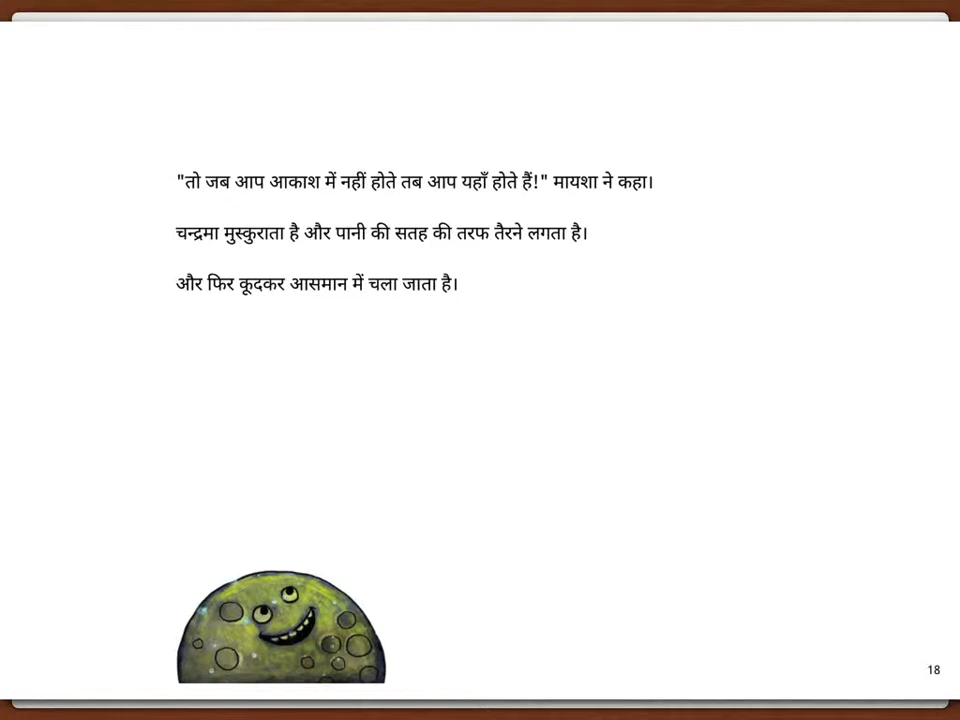 "तो जब आप आकाश में नहीं होते तब आप यहाँ होते हैं!" मायशा ने कहा।
चन्द्रमा मुस्कुराता है और पानी की सतह की तरफ तैरने लगता है।
और फिर कूदकर आसमान में चला जाता है।
18